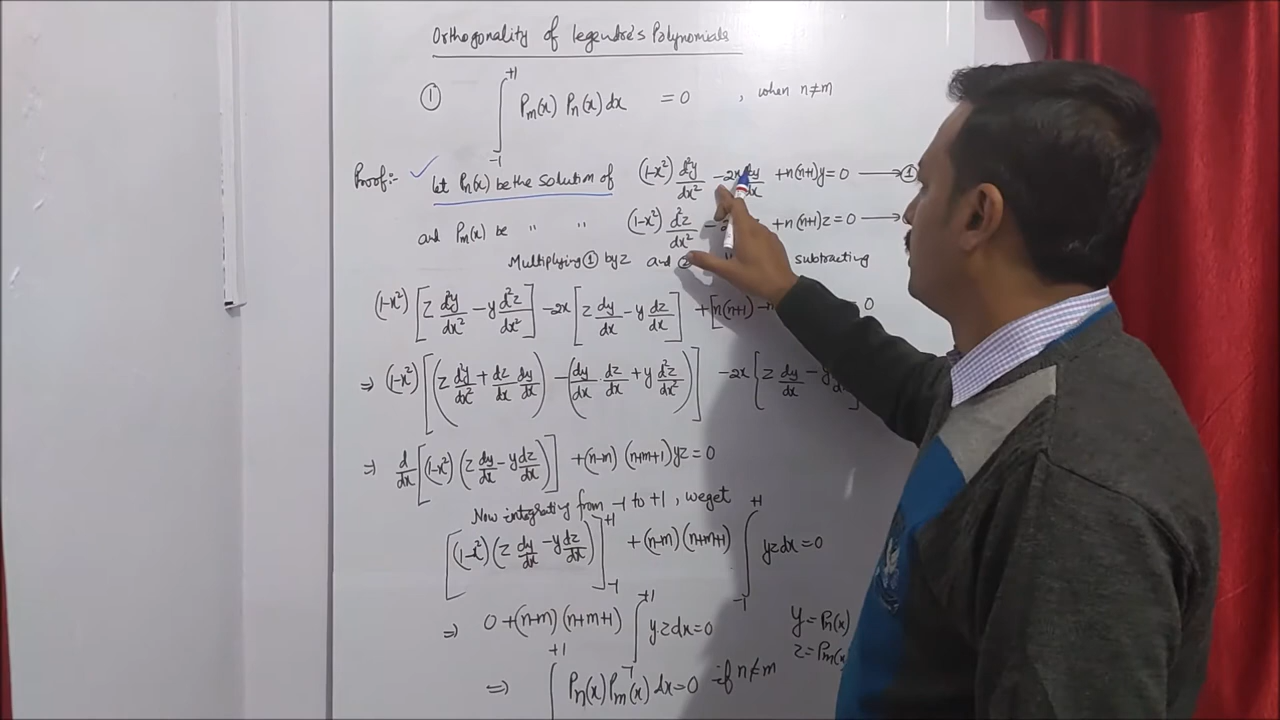 Orthogonality of legendre's Polynomials
① ∫_{-1}^{+1} Pm(x) Pn(x) dx = 0 , when n≠m
Proof:- ✓ Let Pn(x) be the Solution of (1-x²) d²y/dx² - 2x dy/dx + n(n+1)y = 0 → ①
and Pm(x) be " " (1-x²) d²z/dx² - + n(n+1)z = 0 →
Multiplying ① by z and ② subtracting
(1-x²) [z d²y/dx² - y d²z/dx²] - 2x [z dy/dx - y dz/dx] + [n(n+1) - = 0
⇒ (1-x²) [(z d²y/dx² + dz/dx dy/dx) - (dy/dx . dz/dx + y d²z/dx²)] - 2x [z dy/dx - y
⇒ d/dx [(1-x²) (z dy/dx - y dz/dx)] + (n-m) (n+m+1) yz = 0
Now integrating from -1 to +1, we get
[(1-x²) (z dy/dx - y dz/dx)]_{-1}^{+1} + (n-m) (n+m+1) ∫_{-1}^{+1} yz dx = 0
⇒ 0 + (n-m) (n+m+1) ∫_{-1}^{+1} yz dx = 0
y = Pn(x)
z = Pm(x
⇒ ∫^{+1} Pn(x) Pm(x) dx = 0 if n≠m